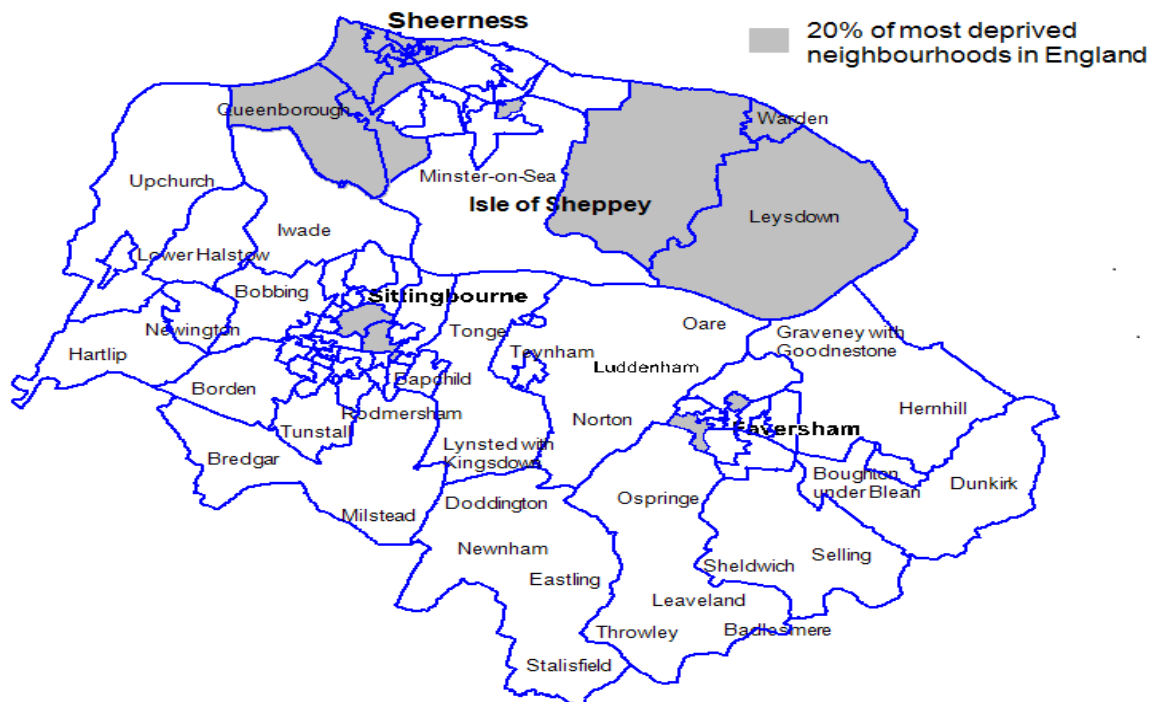 Sheerness
20% of most deprived
neighbourhoods in England
Queenborough
Warden
Upchurch
Minster-on-Sea
Isle of Sheppey
Leysdown
Iwade
Lower Halstow
Bobbing
Sittingbourne
Newington
Tonge
Oare
Graveney with
Goodnestone
Hartlip
Teynham
Luddenham
Borden
Bapchild
Rodmersham
Norton
Hernhill
Tunstall
Faversham
Bredgar
Lynsted with
Kingsdown
Boughton
under Blean
Dunkirk
Ospringe
Doddington
Milstead
Newnham
Selling
Sheldwich
Eastling
Leaveland
Throwley
Badlesmere
Stalisfield